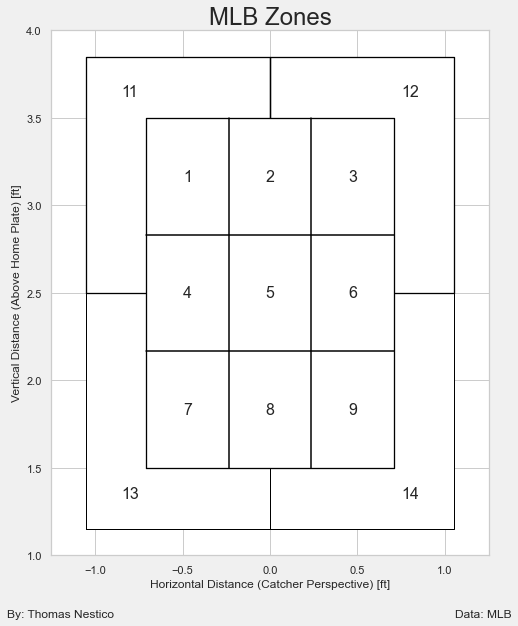 MLB Zones
4.0
3.5
3.0
2.5
2.0
1.5
1.0
Vertical Distance (Above Home Plate) [ft]
11
12
1 2 3
4 5 6
7 8 9
13
14
−1.0 −0.5 0.0 0.5 1.0
Horizontal Distance (Catcher Perspective) [ft]
By: Thomas Nestico
Data: MLB